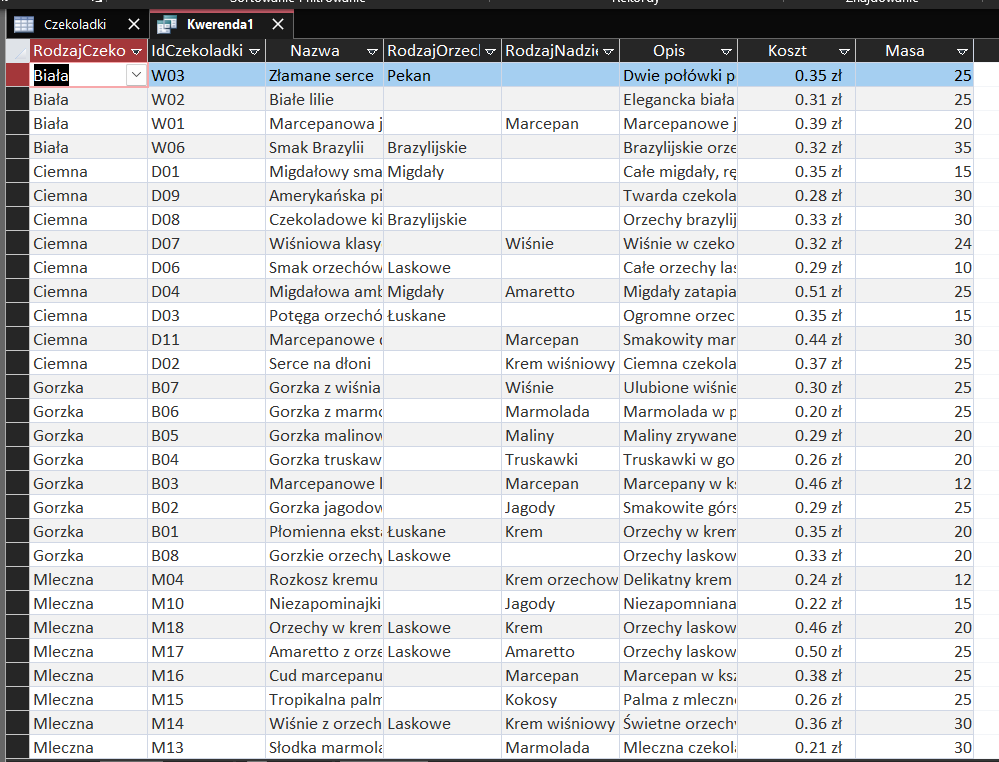 Sortowanie i filtrowanie Rekordy Znajdowanie
Czekoladki Kwerenda1
RodzajCzeko IdCzekoladki Nazwa RodzajOrzech RodzajNadzie Opis Koszt Masa
Biała W03 Złamane serce Pekan Dwie połówki p 0.35 zł 25
Biała W02 Białe lilie Elegancka biała 0.31 zł 25
Biała W01 Marcepanowa j Marcepan Marcepanowe j 0.39 zł 20
Biała W06 Smak Brazylii Brazylijskie Brazylijskie orze 0.32 zł 35
Ciemna D01 Migdałowy sma Migdały Całe migdały, rę 0.35 zł 15
Ciemna D09 Amerykańska pi Twarda czekola 0.28 zł 30
Ciemna D08 Czekoladowe ki Brazylijskie Orzechy brazylij 0.33 zł 30
Ciemna D07 Wiśniowa klasy Wiśnie Wiśnie w czeko 0.32 zł 24
Ciemna D06 Smak orzechów Laskowe Całe orzechy las 0.29 zł 10
Ciemna D04 Migdałowa amb Migdały Amaretto Migdały zatapia 0.51 zł 25
Ciemna D03 Potęga orzechó Łuskane Ogromne orzec 0.35 zł 15
Ciemna D11 Marcepanowe d Marcepan Smakowity mar 0.44 zł 30
Ciemna D02 Serce na dłoni Krem wiśniowy Ciemna czekola 0.37 zł 25
Gorzka B07 Gorzka z wiśnia Wiśnie Ulubione wiśnie 0.30 zł 25
Gorzka B06 Gorzka z marmo Marmolada Marmolada w p 0.20 zł 25
Gorzka B05 Gorzka malinow Maliny Maliny zrywane 0.29 zł 20
Gorzka B04 Gorzka truskaw Truskawki Truskawki w go 0.26 zł 20
Gorzka B03 Marcepanowe k Marcepan Marcepany w ks 0.46 zł 12
Gorzka B02 Gorzka jagodow Jagody Smakowite górs 0.29 zł 25
Gorzka B01 Płomienna eksta Łuskane Krem Orzechy w krem 0.35 zł 20
Gorzka B08 Gorzkie orzechy Laskowe Orzechy laskow 0.33 zł 20
Mleczna M04 Rozkosz kremu Krem orzechow Delikatny krem 0.24 zł 12
Mleczna M10 Niezapominajki Jagody Niezapomniana 0.22 zł 15
Mleczna M18 Orzechy w krem Laskowe Krem Orzechy laskow 0.46 zł 20
Mleczna M17 Amaretto z orze Laskowe Amaretto Orzechy laskow 0.50 zł 25
Mleczna M16 Cud marcepanu Marcepan Marcepan w ksz 0.38 zł 25
Mleczna M15 Tropikalna palm Kokosy Palma z mleczne 0.26 zł 25
Mleczna M14 Wiśnie z orzech Laskowe Krem wiśniowy Świetne orzechy 0.36 zł 30
Mleczna M13 Słodka marmola Marmolada Mleczna czekola 0.21 zł 30